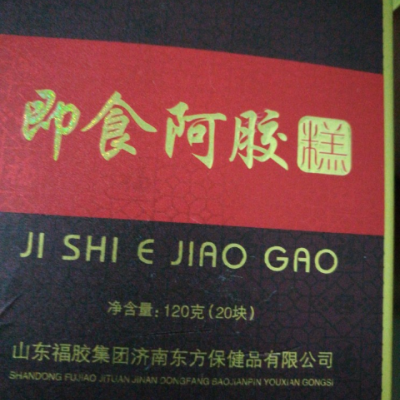 即食阿胶糕
JI SHI E JIAO GAO
净含量:120克(20块)
山东福胶集团济南东方保健品有限公司
SHANDONG FUJIAO JITUAN JINAN DONGFANG BAOJIANPIN YOUXIAN GONGSI